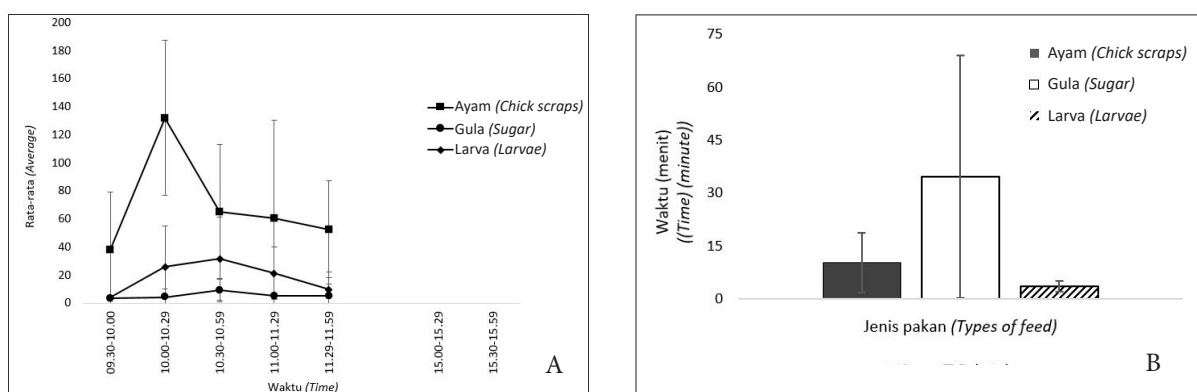 200
180
160
140
120
100
80
60
40
20
0
Rata-rata (Average)
09.30-10.00
10.00-10.29
10.30-10.59
11.00-11.29
11.29-11.59
15.00-15.29
15.30-15.59
Waktu (Time)
Ayam (Chick scraps)
Gula (Sugar)
Larva (Larvae)
A
75
60
45
30
15
0
Waktu (menit)
((Time) (minute))
Ayam (Chick scraps)
Gula (Sugar)
Larva (Larvae)
Jenis pakan (Types of feed)
B